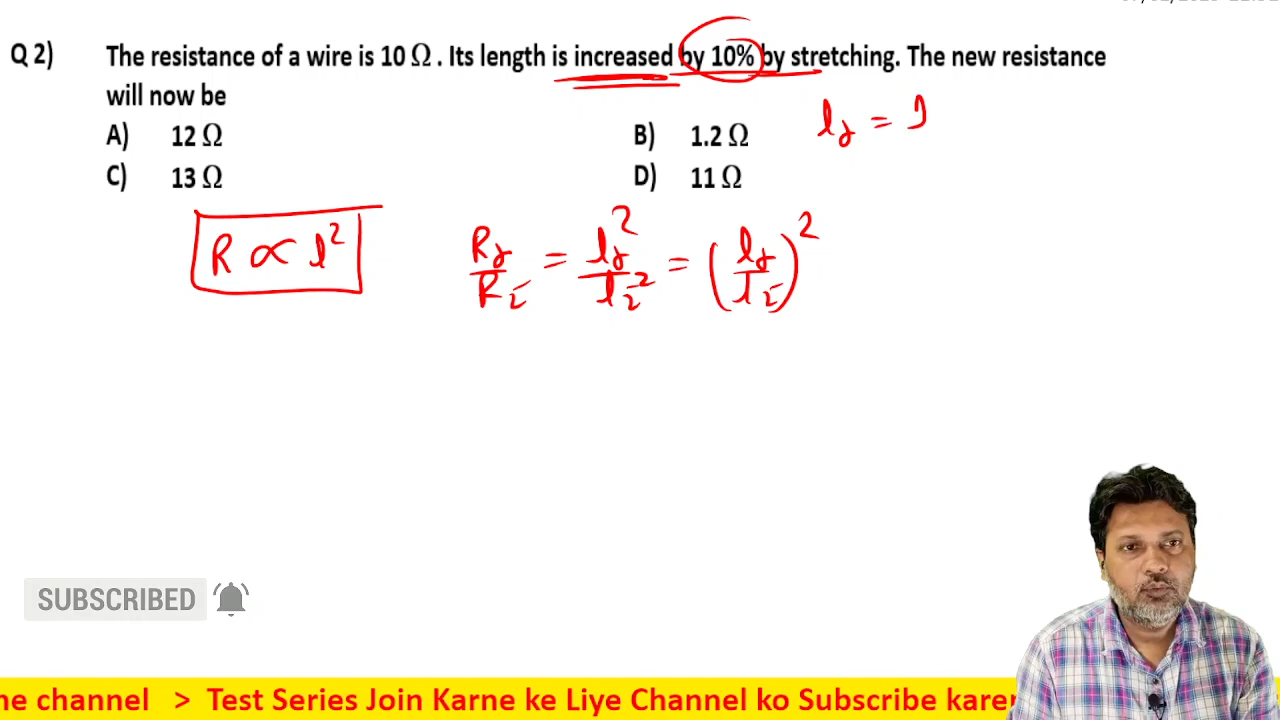 Q 2) The resistance of a wire is 10 Ω . Its length is increased by 10% by stretching. The new resistance
will now be
A) 12 Ω B) 1.2 Ω
C) 13 Ω D) 11 Ω
R ∝ l²
SUBSCRIBED
ne channel > Test Series Join Karne ke Liye Channel ko Subscribe karen